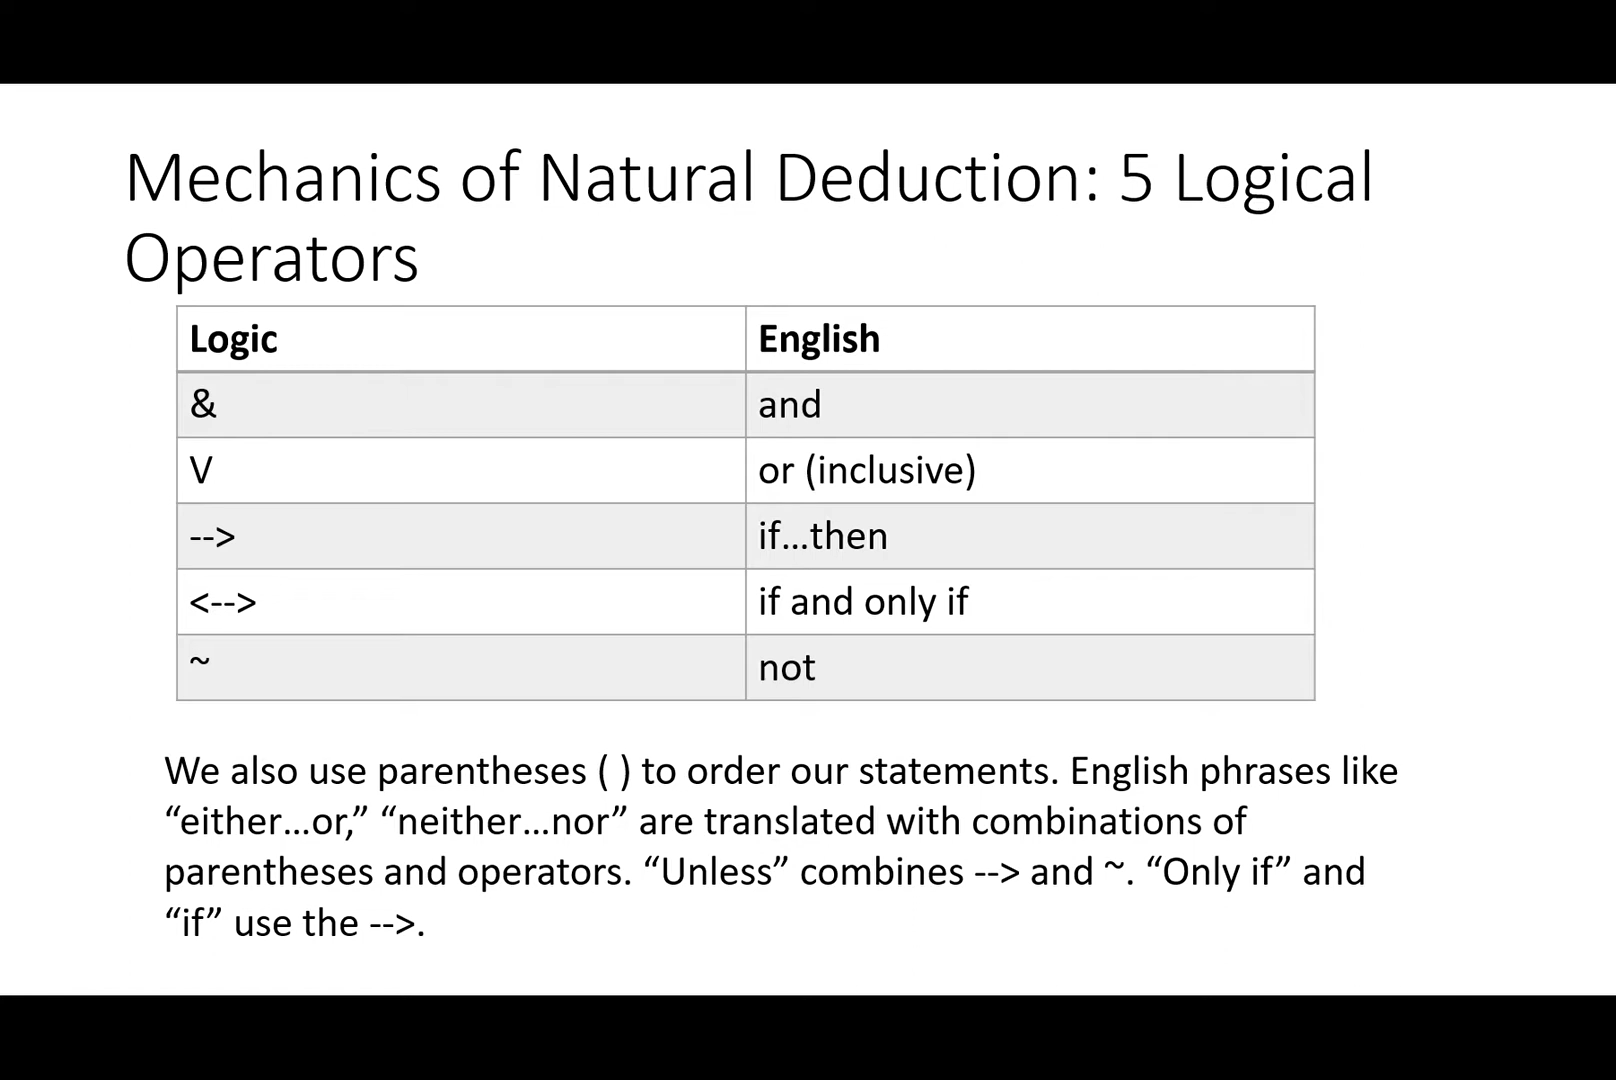 Mechanics of Natural Deduction: 5 Logical
Operators
Logic English
& and
V or (inclusive)
--> if...then
<--> if and only if
~ not
We also use parentheses ( ) to order our statements. English phrases like
“either...or,” “neither...nor” are translated with combinations of
parentheses and operators. “Unless” combines --> and ~. “Only if” and
“if” use the -->.